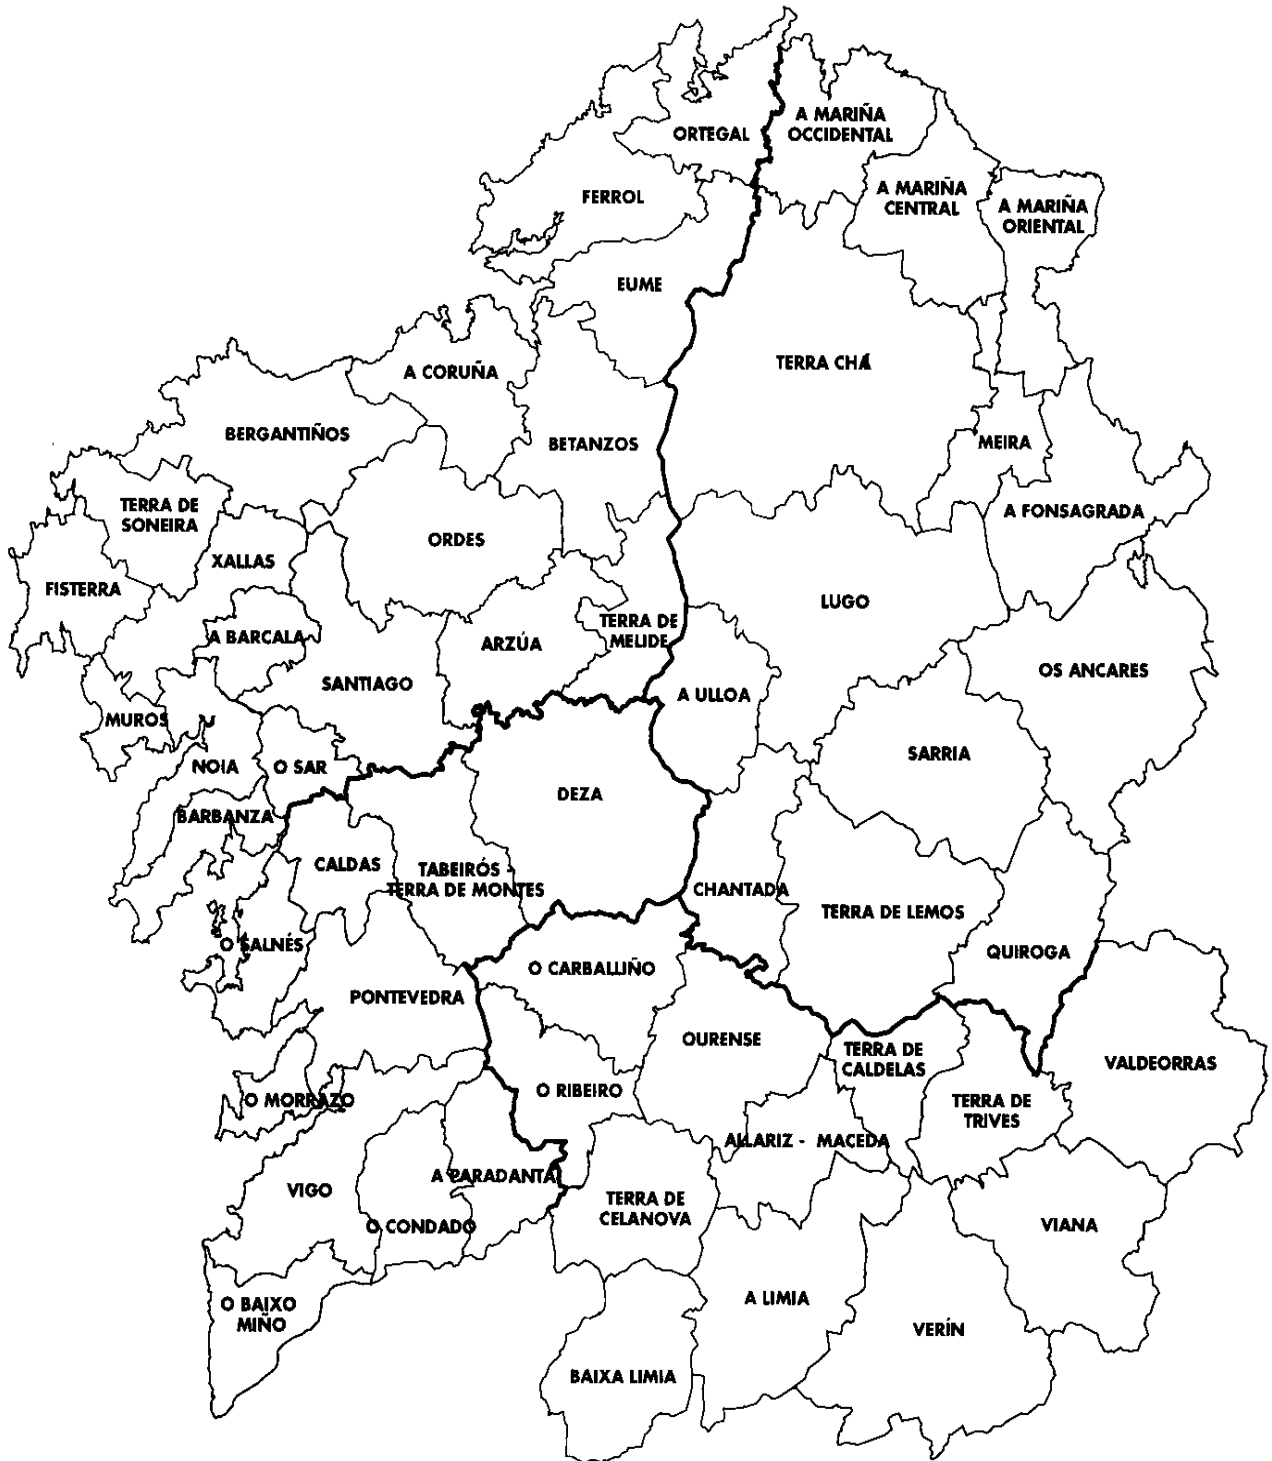 A MARIÑA
OCCIDENTAL
ORTEGAL
FERROL
A MARIÑA
CENTRAL
A MARIÑA
ORIENTAL
EUME
TERRA CHÁ
A CORUÑA
BERGANTIÑOS
BETANZOS
MEIRA
TERRA DE
SONEIRA
A FONSAGRADA
ORDES
XALLAS
FISTERRA
LUGO
A BARCALA
ARZÚA
TERRA DE
MELIDE
OS ANCARES
SANTIAGO
A ULLOA
MUROS
SARRIA
NOIA
O SAR
DEZA
BARBANZA
CALDAS
TABEIRÓS -
TERRA DE MONTES
CHANTADA
TERRA DE LEMOS
O SALNÉS
QUIROGA
O CARBALLIÑO
PONTEVEDRA
OURENSE
TERRA DE
CALDELAS
VALDEORRAS
O MORRAZO
O RIBEIRO
TERRA DE
TRIVES
ALLARIZ - MACEDA
A PARADANTA
VIGO
TERRA DE
CELANOVA
O CONDADO
VIANA
A LIMIA
O BAIXO
MIÑO
VERÍN
BAIXA LIMIA